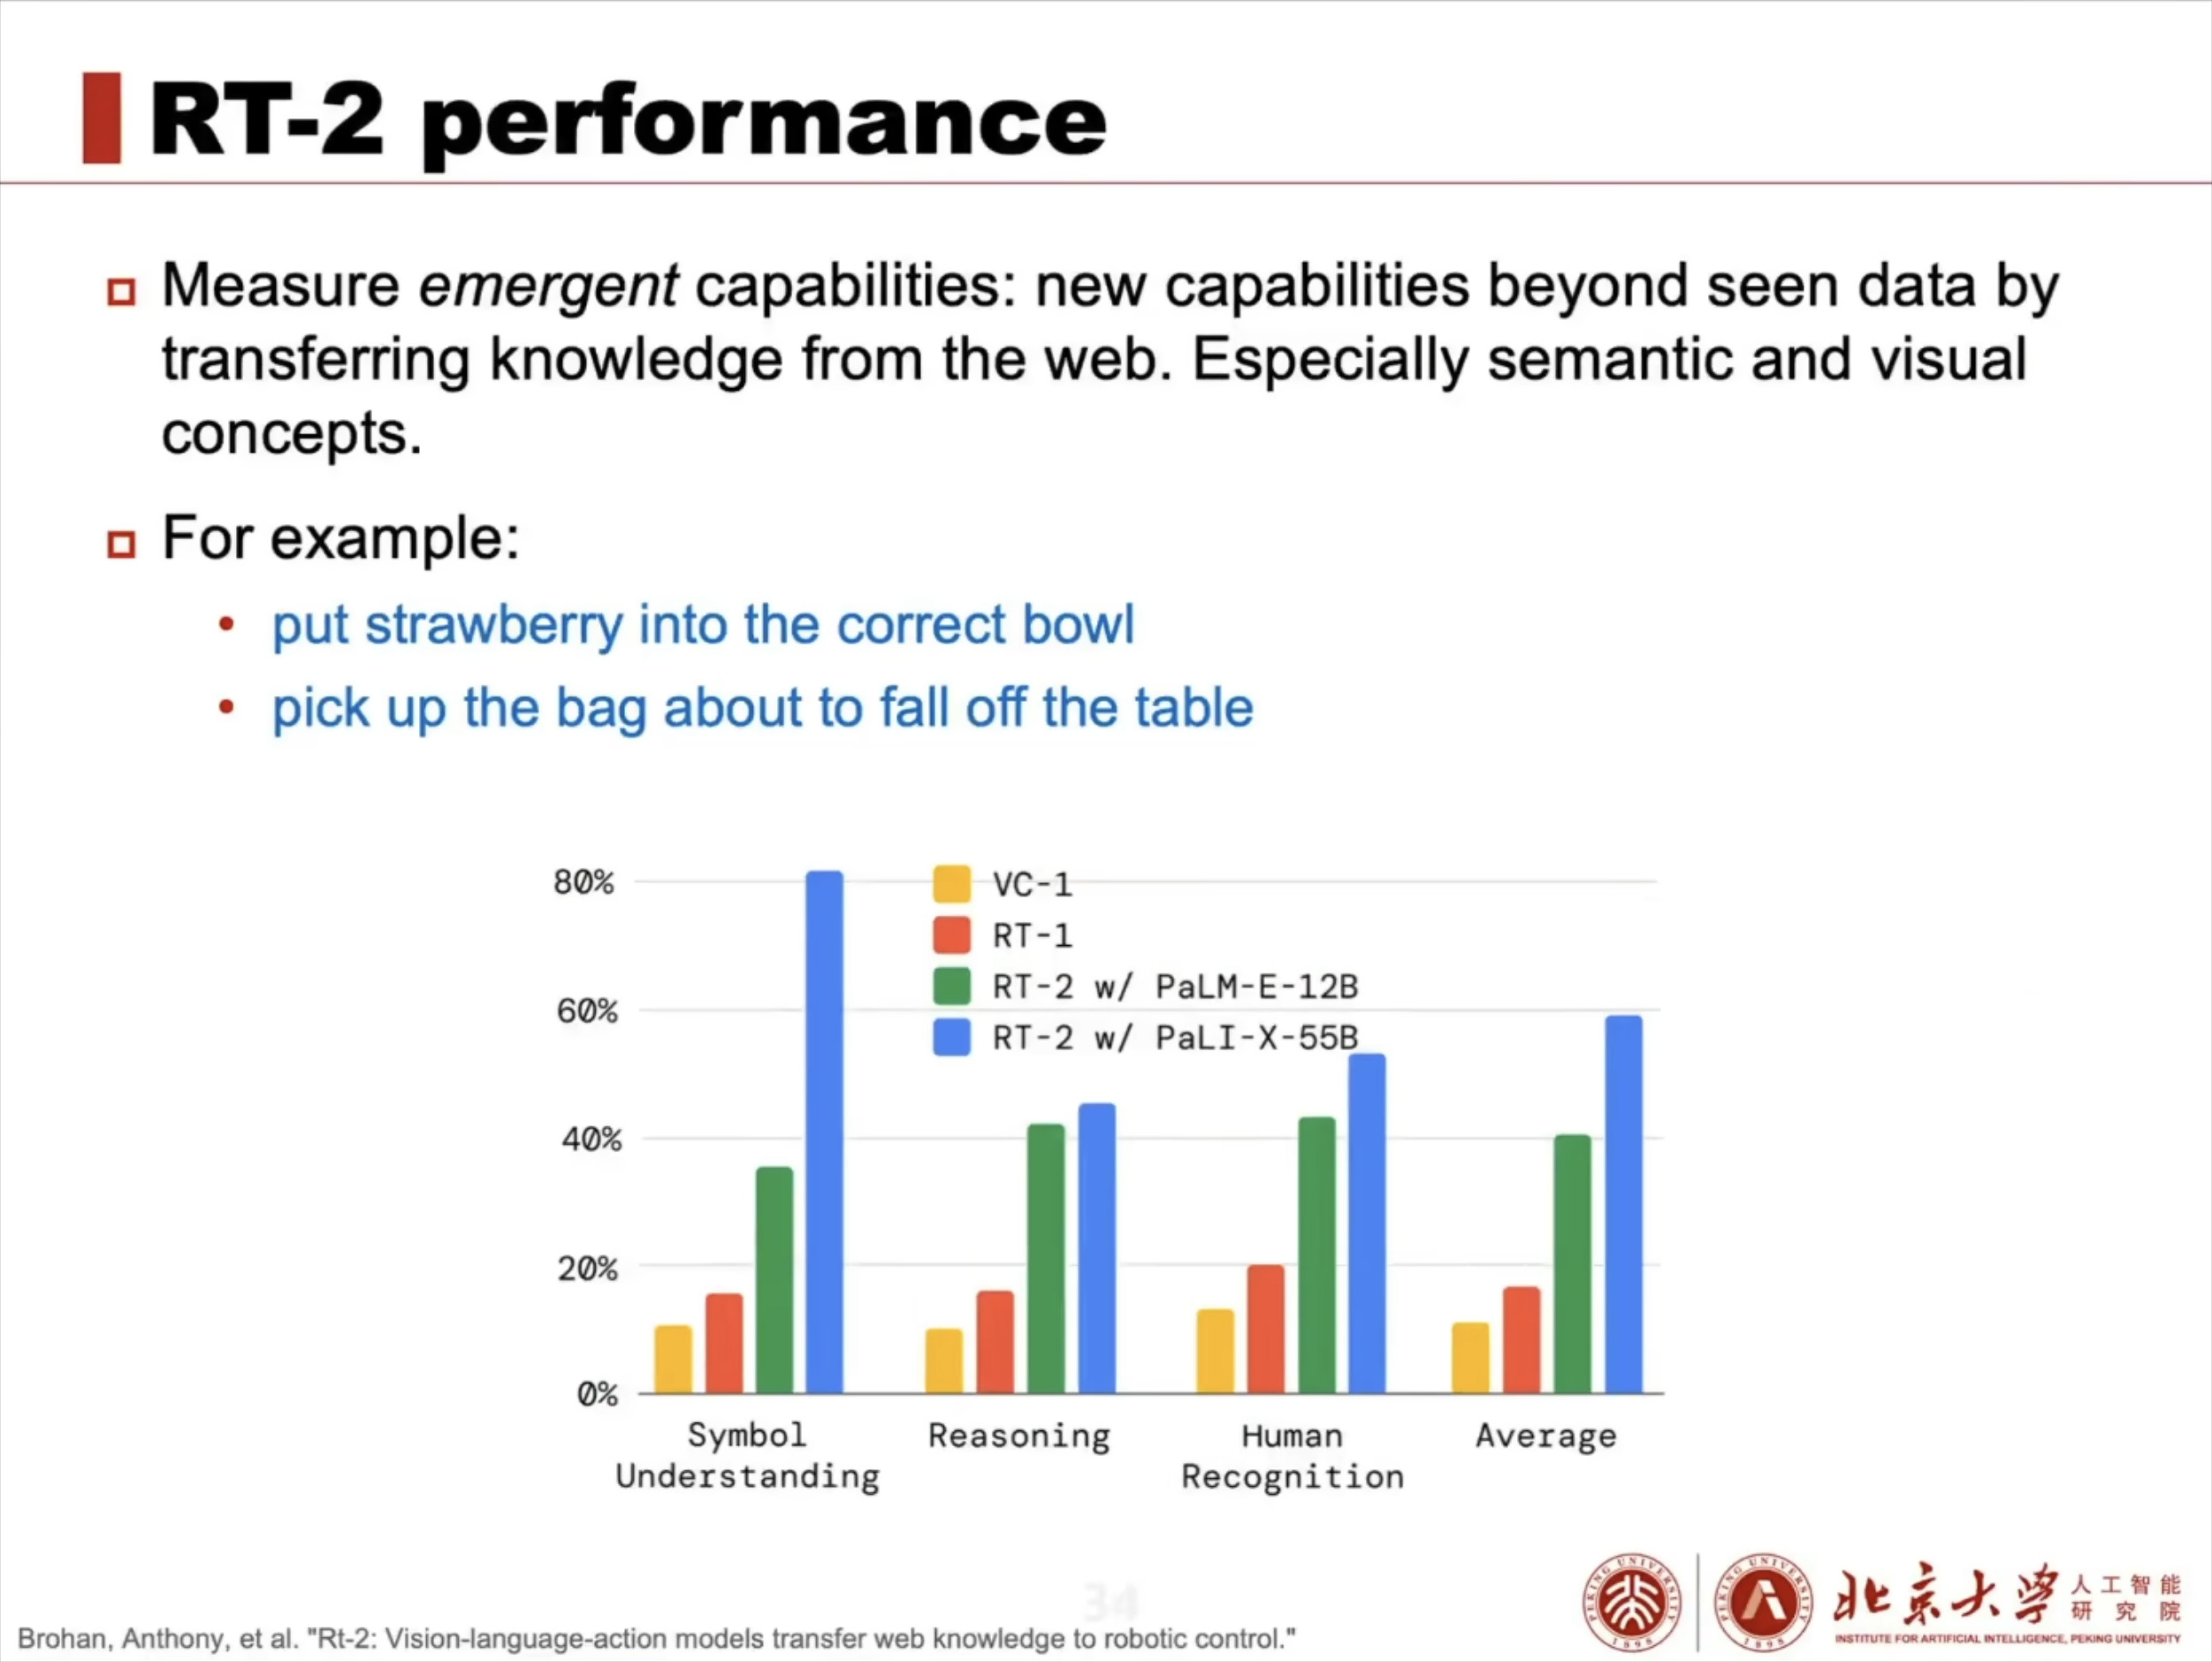 RT-2 performance
Measure emergent capabilities: new capabilities beyond seen data by
transferring knowledge from the web. Especially semantic and visual
concepts.
For example:
put strawberry into the correct bowl
pick up the bag about to fall off the table
80%
60%
40%
20%
0%
VC-1
RT-1
RT-2 w/ PaLM-E-12B
RT-2 w/ PaLI-X-55B
Symbol
Understanding
Reasoning
Human
Recognition
Average
34
Brohan, Anthony, et al. "Rt-2: Vision-language-action models transfer web knowledge to robotic control."
PEKING UNIVERSITY
1898
PEKING UNIVERSITY
1898
北京大学
人工智能
研究院
INSTITUTE FOR ARTIFICIAL INTELLIGENCE, PEKING UNIVERSITY